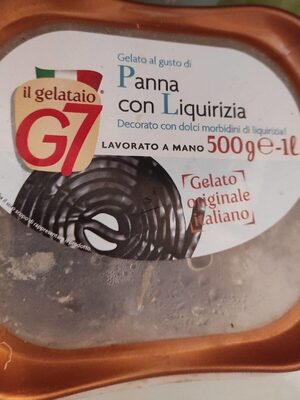 Gelato al gusto di
Panna
con Liquirizia
Decorato con dolci morbidini di liquirizia!
il gelataio
G7
LAVORATO A MANO 500g℮-1l
Gelato
originale
italiano